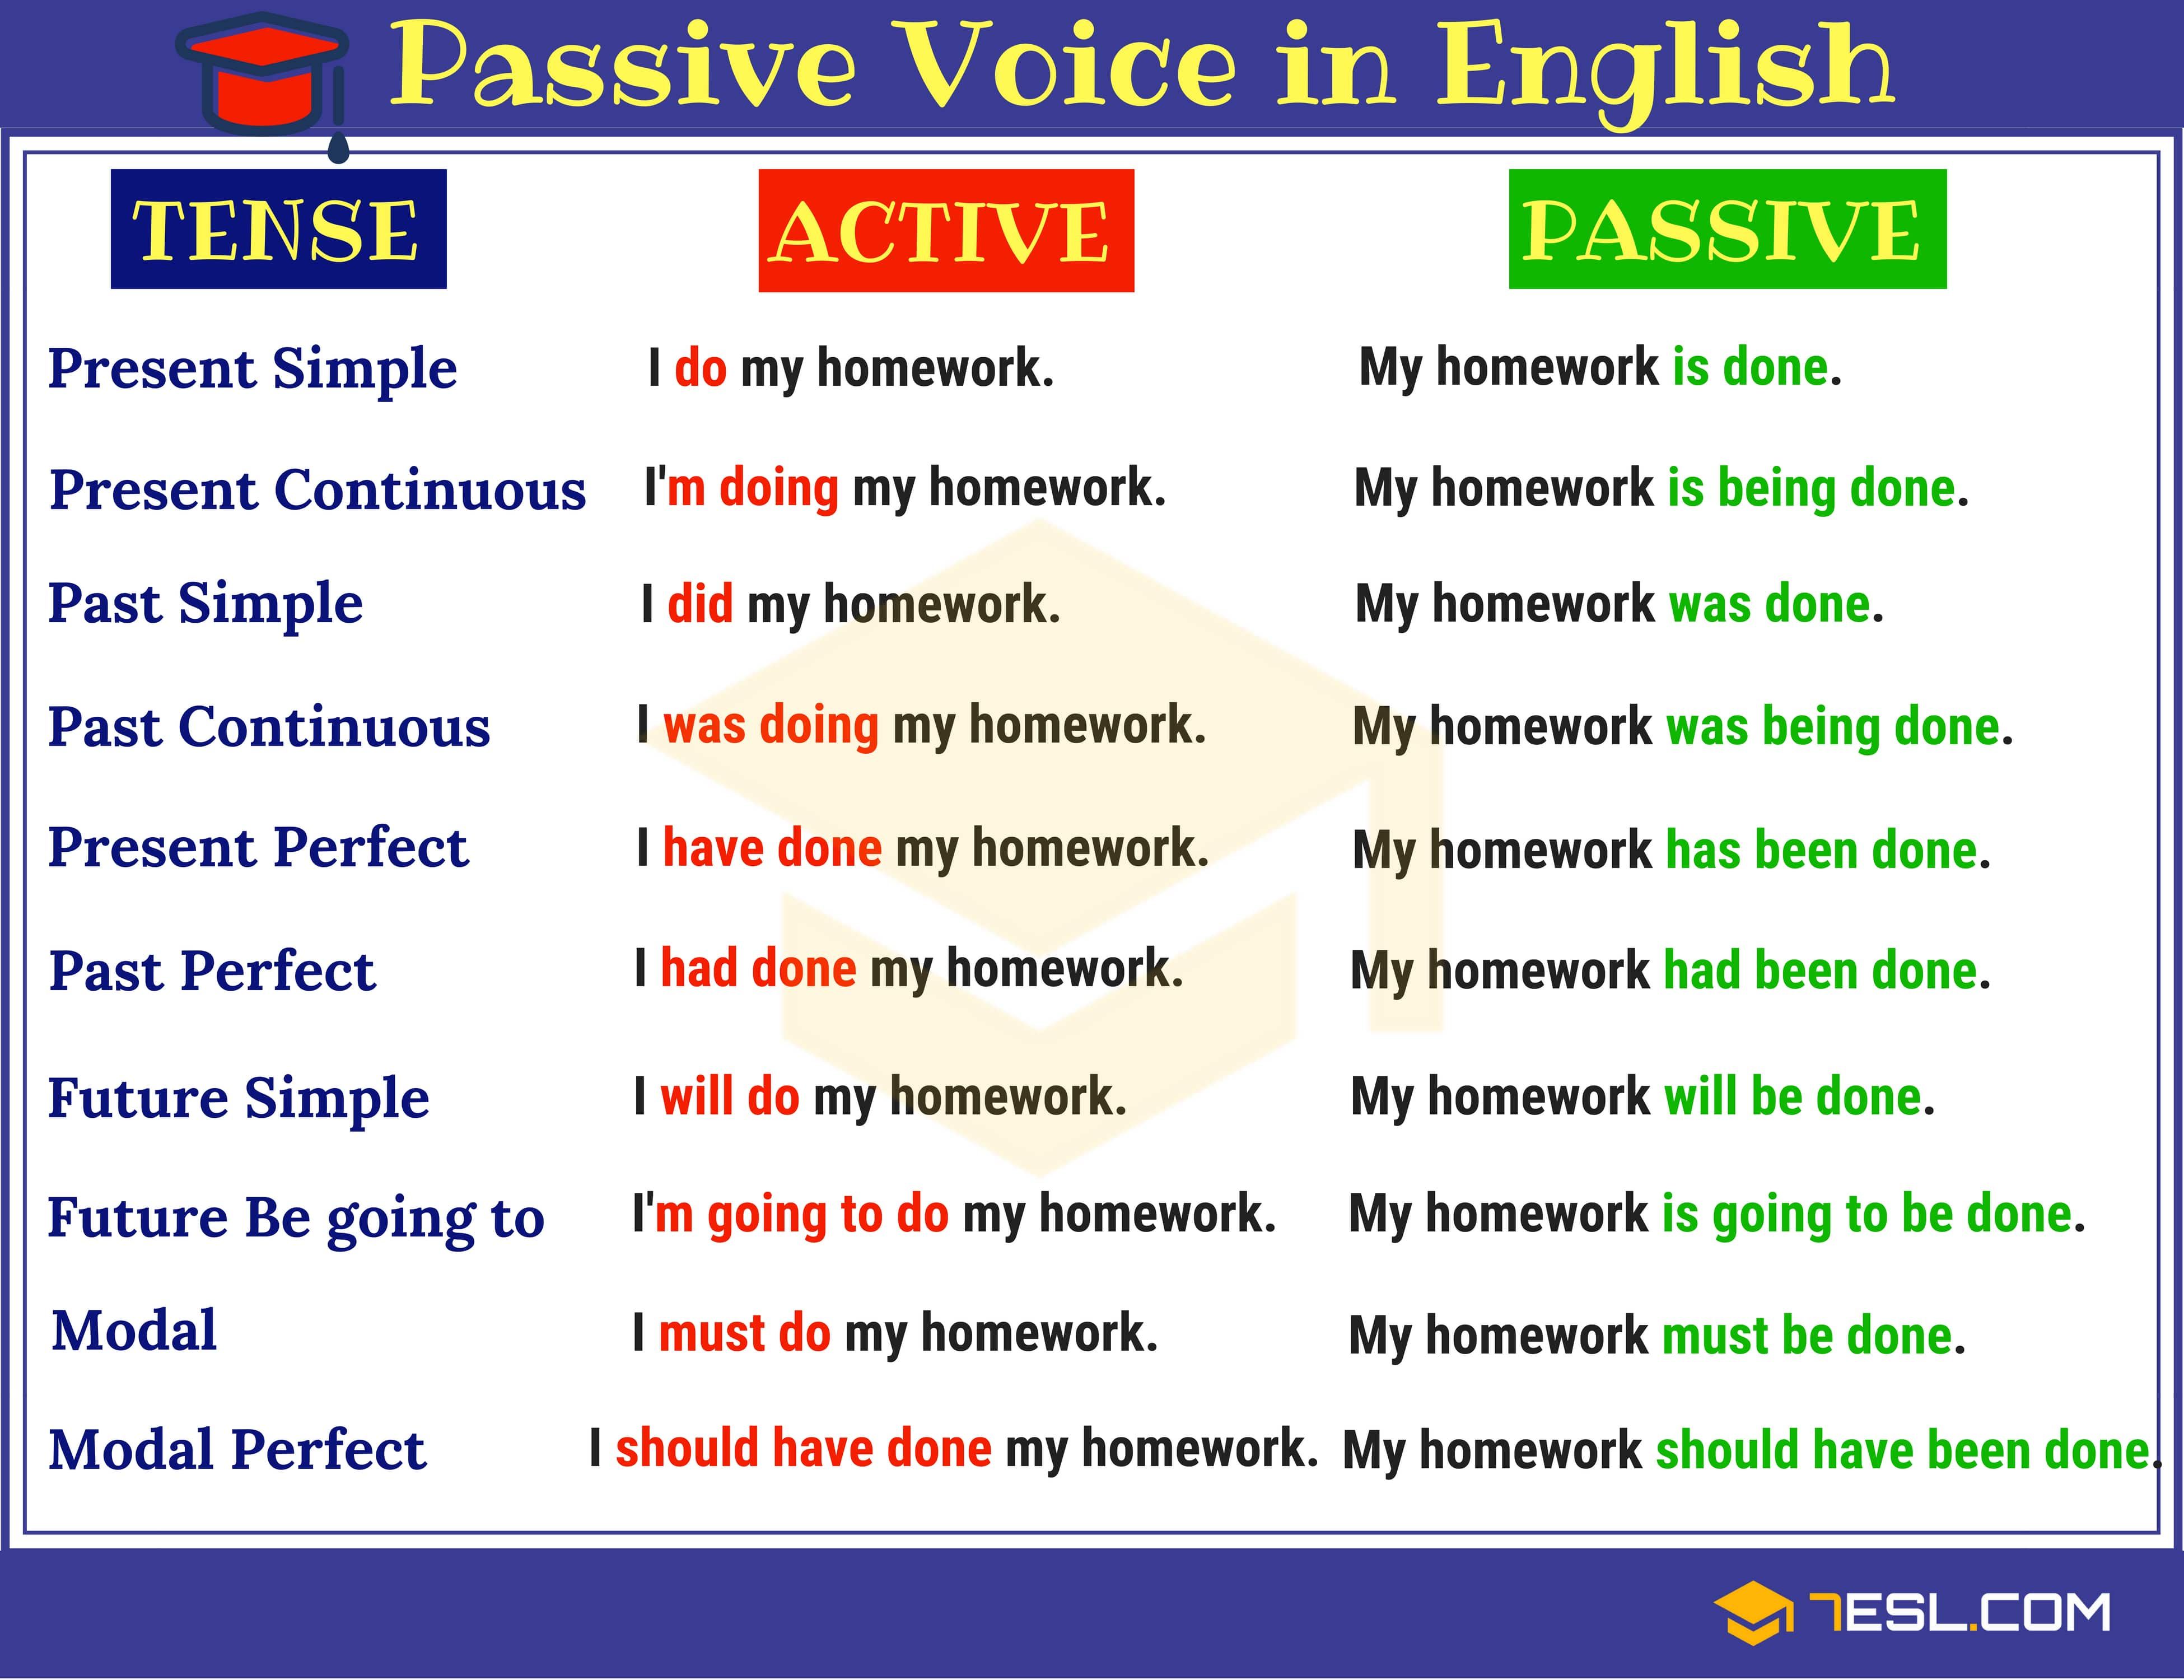 Passive Voice in English
TENSE ACTIVE PASSIVE
Present Simple I do my homework. My homework is done.
Present Continuous I'm doing my homework. My homework is being done.
Past Simple I did my homework. My homework was done.
Past Continuous I was doing my homework. My homework was being done.
Present Perfect I have done my homework. My homework has been done.
Past Perfect I had done my homework. My homework had been done.
Future Simple I will do my homework. My homework will be done.
Future Be going to I'm going to do my homework. My homework is going to be done.
Modal I must do my homework. My homework must be done.
Modal Perfect I should have done my homework. My homework should have been done.
7ESL.COM